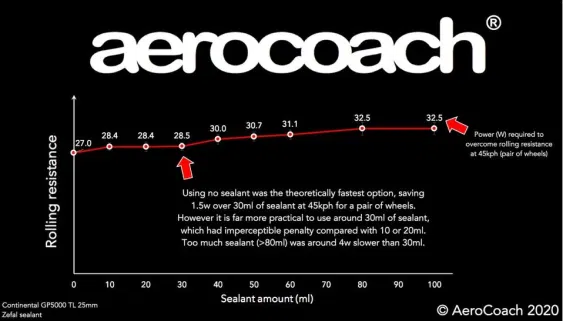 aerocoach®
27.0 28.4 28.4 28.5 30.0 30.7 31.1 32.5 32.5
Power (W) required to
overcome rolling resistance
at 45kph (pair of wheels)
Rolling resistance
Using no sealant was the theoretically fastest option, saving
1.5w over 30ml of sealant at 45kph for a pair of wheels.
However it is far more practical to use around 30ml of sealant,
which had imperceptible penalty compared with 10 or 20ml.
Too much sealant (>80ml) was around 4w slower than 30ml.
0 10 20 30 40 50 60 80 100
Sealant amount (ml)
Continental GP5000 TL 25mm
Zefal sealant
© AeroCoach 2020